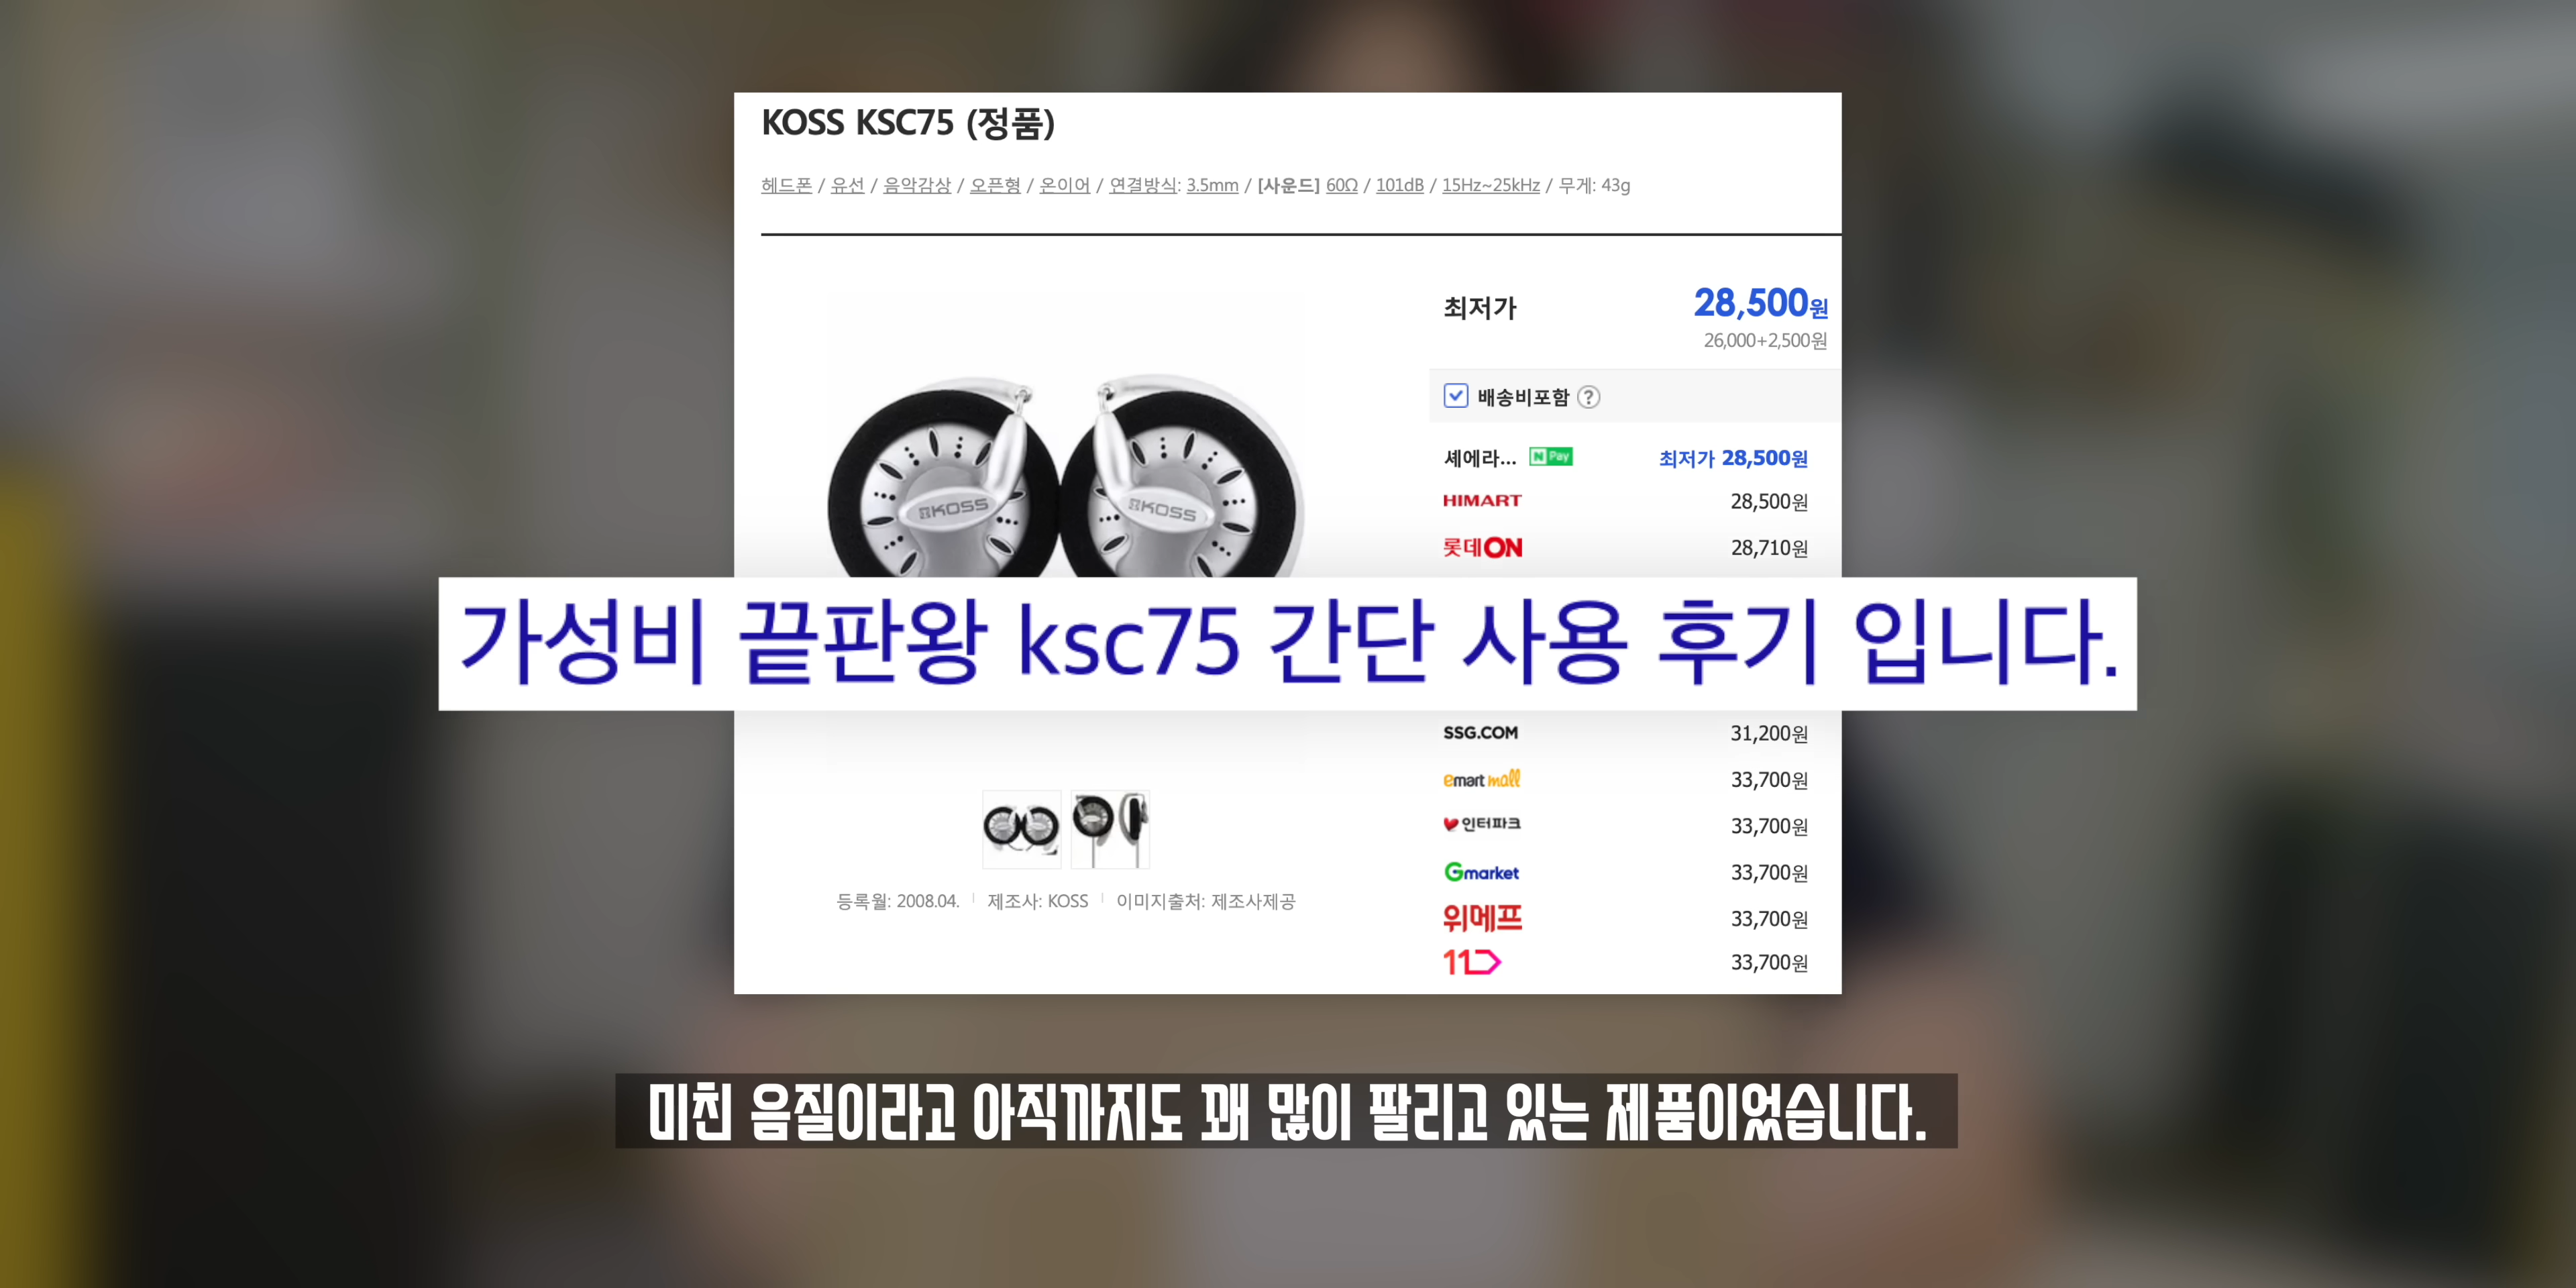 KOSS KSC75 (정품)
헤드폰 / 유선 / 음악감상 / 오픈형 / 온이어 / 연결방식: 3.5mm / [사운드] 60Ω / 101dB / 15Hz~25kHz / 무게: 43g
최저가 28,500원
26,000+2,500원
배송비포함 ?
셰에라... N Pay 최저가 28,500원
HIMART 28,500원
롯데ON 28,710원
KOSS KOSS
가성비 끝판왕 ksc75 간단 사용 후기 입니다.
SSG.COM 31,200원
emart mall 33,700원
인터파크 33,700원
Gmarket 33,700원
위메프 33,700원
11 33,700원
등록월: 2008.04. 제조사: KOSS 이미지출처: 제조사제공
미친 음질이라고 아직까지도 꽤 많이 팔리고 있는 제품이었습니다.